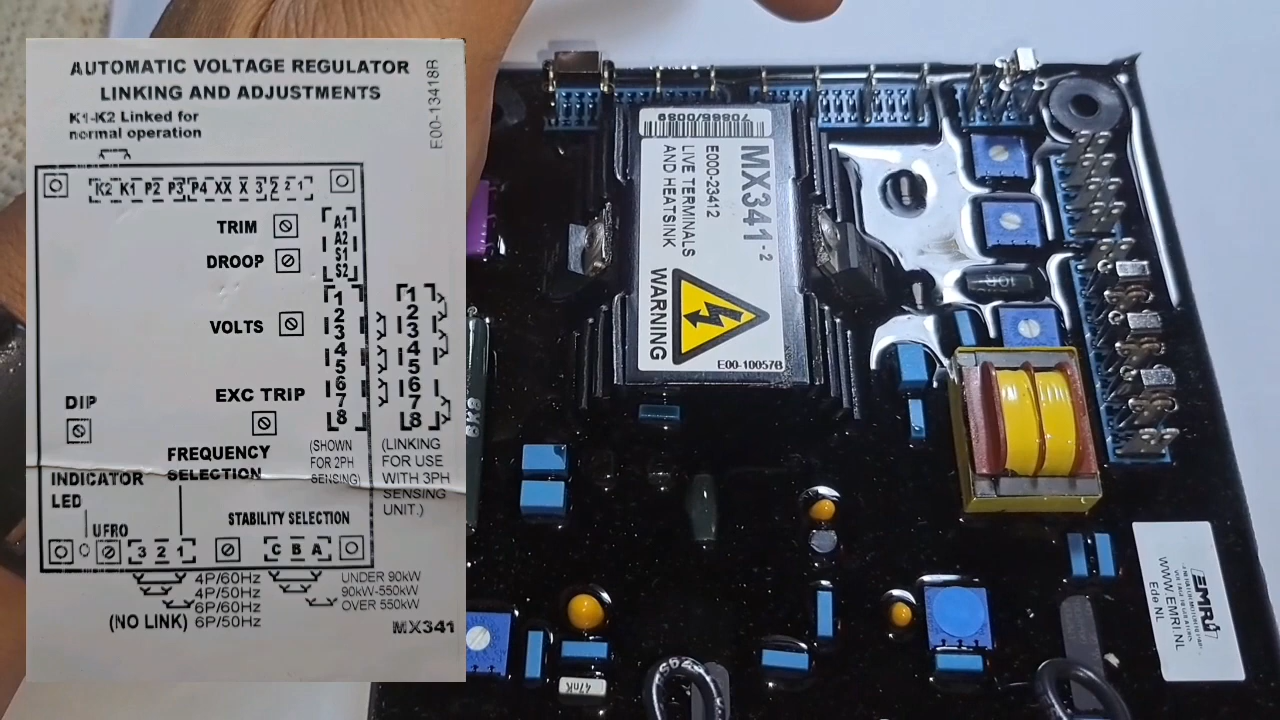 AUTOMATIC VOLTAGE REGULATOR
LINKING AND ADJUSTMENTS
K1-K2 Linked for
normal operation
E00-13418R
K2 K1 P2 P3 P4 XX X 3 2 2 1
TRIM
DROOP
VOLTS
EXC TRIP
DIP
A1
A2
S1
S2
1
2
3
4
5
6
7
8
1
2
3
4
5
6
7
8
(SHOWN
FOR 2PH
SENSING)
(LINKING
FOR USE
WITH 3PH
SENSING
UNIT.)
FREQUENCY
SELECTION
INDICATOR
LED
UFRO
STABILITY SELECTION
3 2 1
C B A
4P/60Hz
4P/50Hz
6P/60Hz
(NO LINK) 6P/50Hz
UNDER 90kW
90kW-550kW
OVER 550kW
MX341
70865/0089
MX341-2
E000-23412
LIVE TERMINALS
AND HEATSINK
WARNING
E00-10057B
10R
47nK
EMRI
WWW.EMRI.NL
Ede NL